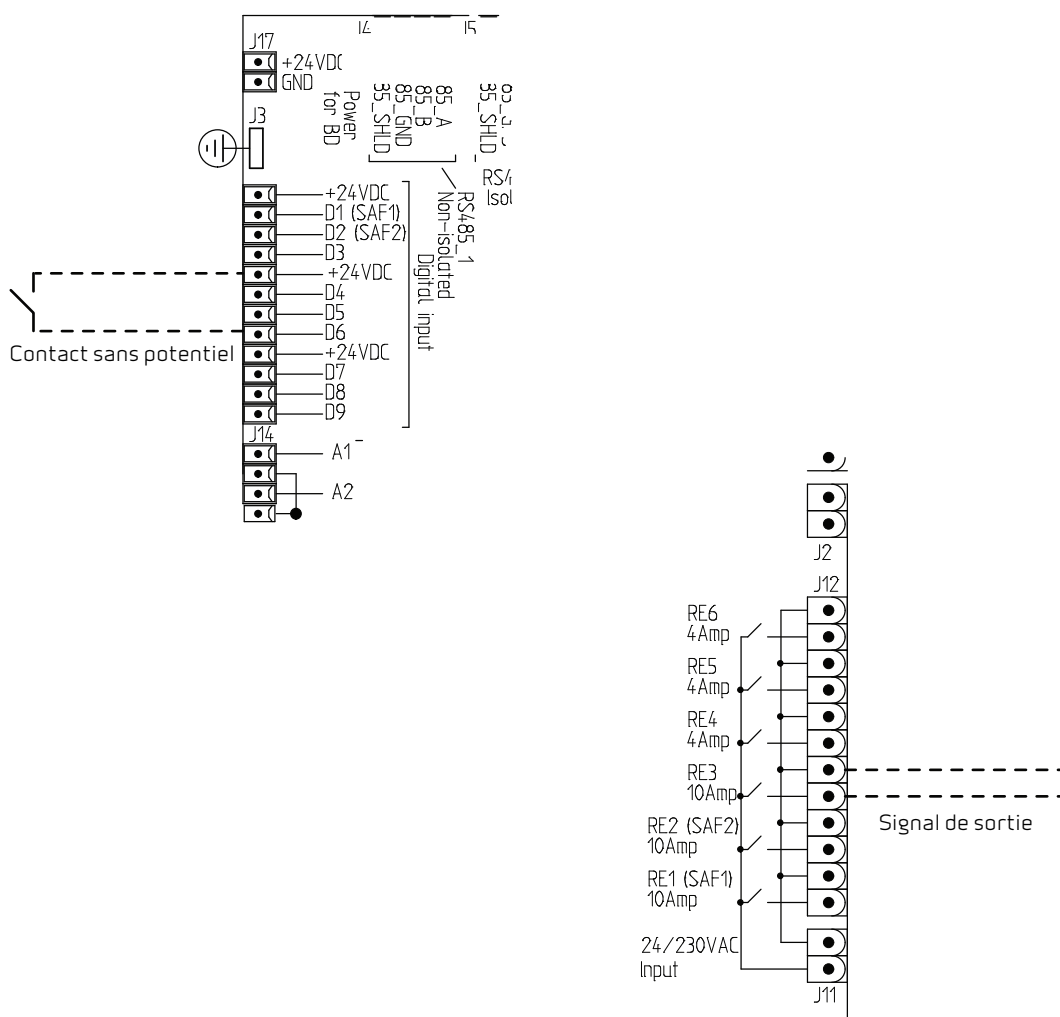 J4
J5
J17
+24VDC
GND
Power
for BD
85_A
85_B
85_GND
35_SHLD
35_SHLD
J3
RS485_1
Non-isolated
Isol
+24VDC
D1 (SAF1)
D2 (SAF2)
D3
+24VDC
D4
D5
D6
+24VDC
D7
D8
D9
Digital input
Contact sans potentiel
J14
A1
A2
J2
J12
RE6
4Amp
RE5
4Amp
RE4
4Amp
RE3
10Amp
RE2 (SAF2)
10Amp
RE1 (SAF1)
10Amp
Signal de sortie
24/230VAC
Input
J11